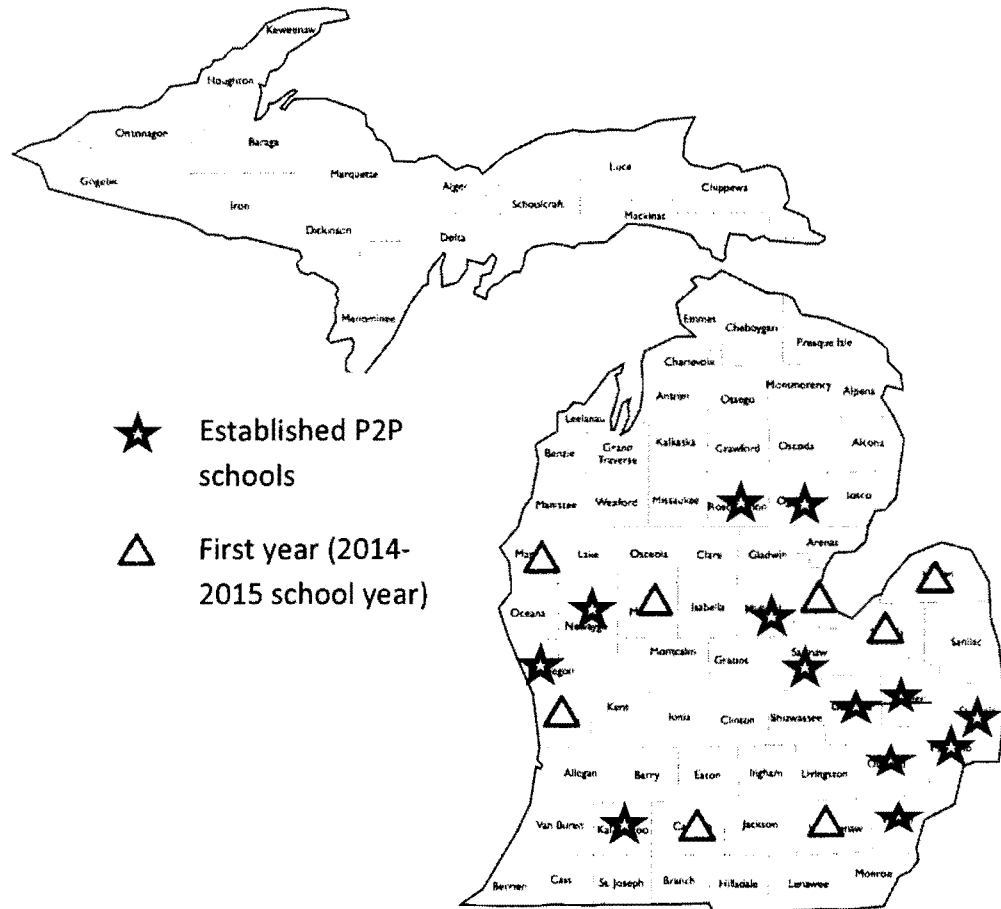 Keweenaw
Houghton
Ontonagon
Baraga
Luce
Gogebic
Marquette
Alger
Chippewa
Iron
Schoolcraft
Mackinac
Dickinson
Delta
Menominee
Emmet
Cheboygan
Presque Isle
Charlevoix
Antrim
Otsego
Montmorency
Alpena
Leelanau
Established P2P
schools
Benzie
Grand
Traverse
Kalkaska
Crawford
Oscoda
Alcona
Manistee
Wexford
Missaukee
Iosco
First year (2014-
2015 school year)
Lake
Osceola
Clare
Gladwin
Arenac
Oceana
Isabella
Sanilac
Montcalm
Gratiot
Kent
Ionia
Clinton
Shiawassee
Allegan
Barry
Eaton
Ingham
Livingston
Van Buren
Jackson
Berrien
Cass
St. Joseph
Branch
Hillsdale
Lenawee
Monroe